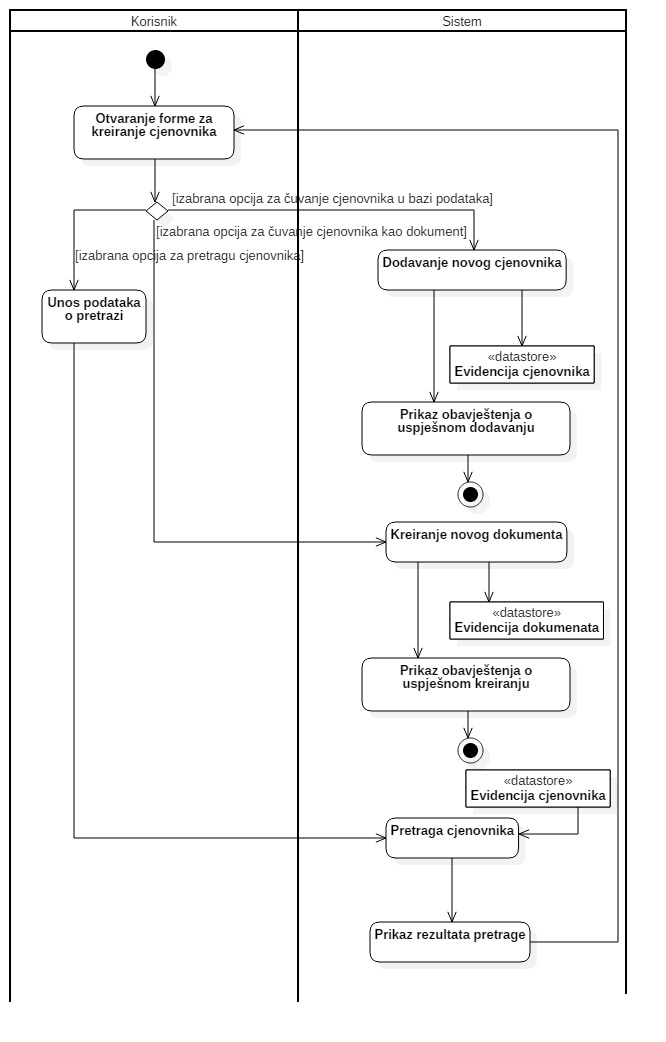 Korisnik
Sistem
Otvaranje forme za
kreiranje cjenovnika
[izabrana opcija za čuvanje cjenovnika u bazi podataka]
[izabrana opcija za čuvanje cjenovnika kao dokument]
[izabrana opcija za pretragu cjenovnika]
Dodavanje novog cjenovnika
Unos podataka
o pretrazi
«datastore»
Evidencija cjenovnika
Prikaz obavještenja o
uspješnom dodavanju
Kreiranje novog dokumenta
«datastore»
Evidencija dokumenata
Prikaz obavještenja o
uspješnom kreiranju
«datastore»
Evidencija cjenovnika
Pretraga cjenovnika
Prikaz rezultata pretrage